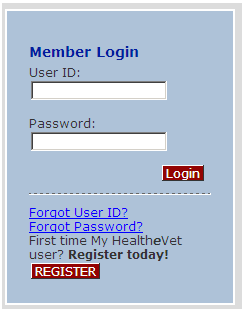 Member Login
User ID:
Password:
Login
Forgot User ID?
Forgot Password?
First time My HealtheVet
user? Register today!
REGISTER